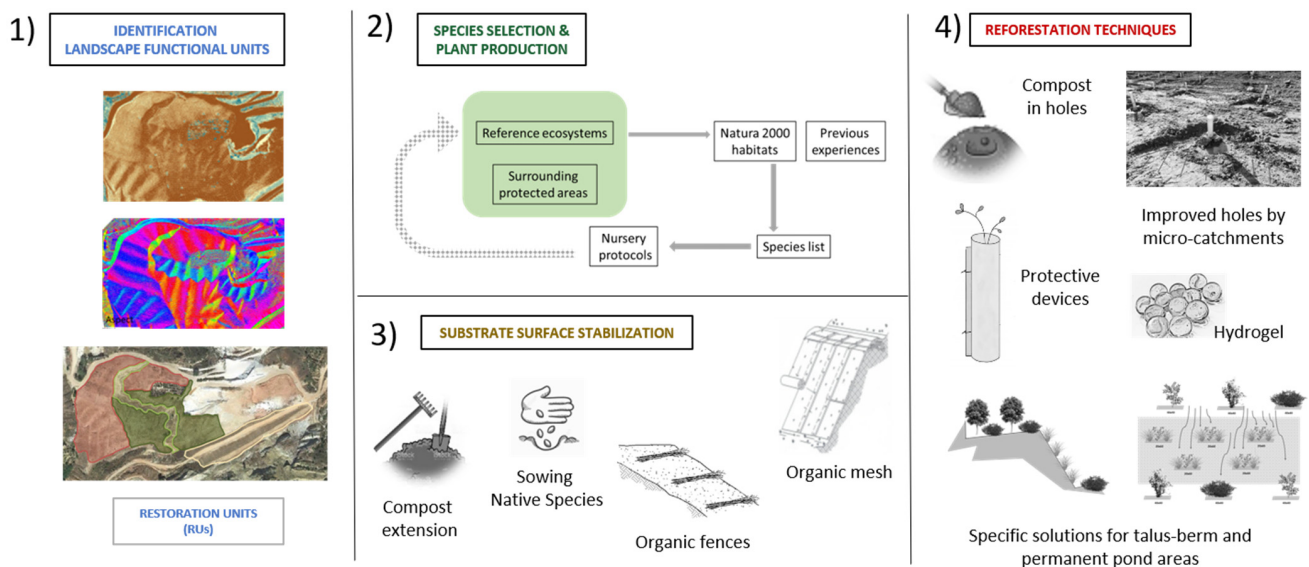 1)
IDENTIFICATION
LANDSCAPE FUNCTIONAL UNITS
Aspect
RESTORATION UNITS
(RUs)
2)
SPECIES SELECTION &
PLANT PRODUCTION
Reference ecosystems
Surrounding
protected areas
Natura 2000
habitats
Previous
experiences
Species list
Nursery
protocols
3)
SUBSTRATE SURFACE STABILIZATION
Compost
extension
Sowing
Native Species
Organic fences
Organic mesh
4)
REFORESTATION TECHNIQUES
Compost
in holes
Improved holes by
micro-catchments
Protective
devices
Hydrogel
Specific solutions for talus-berm and
permanent pond areas